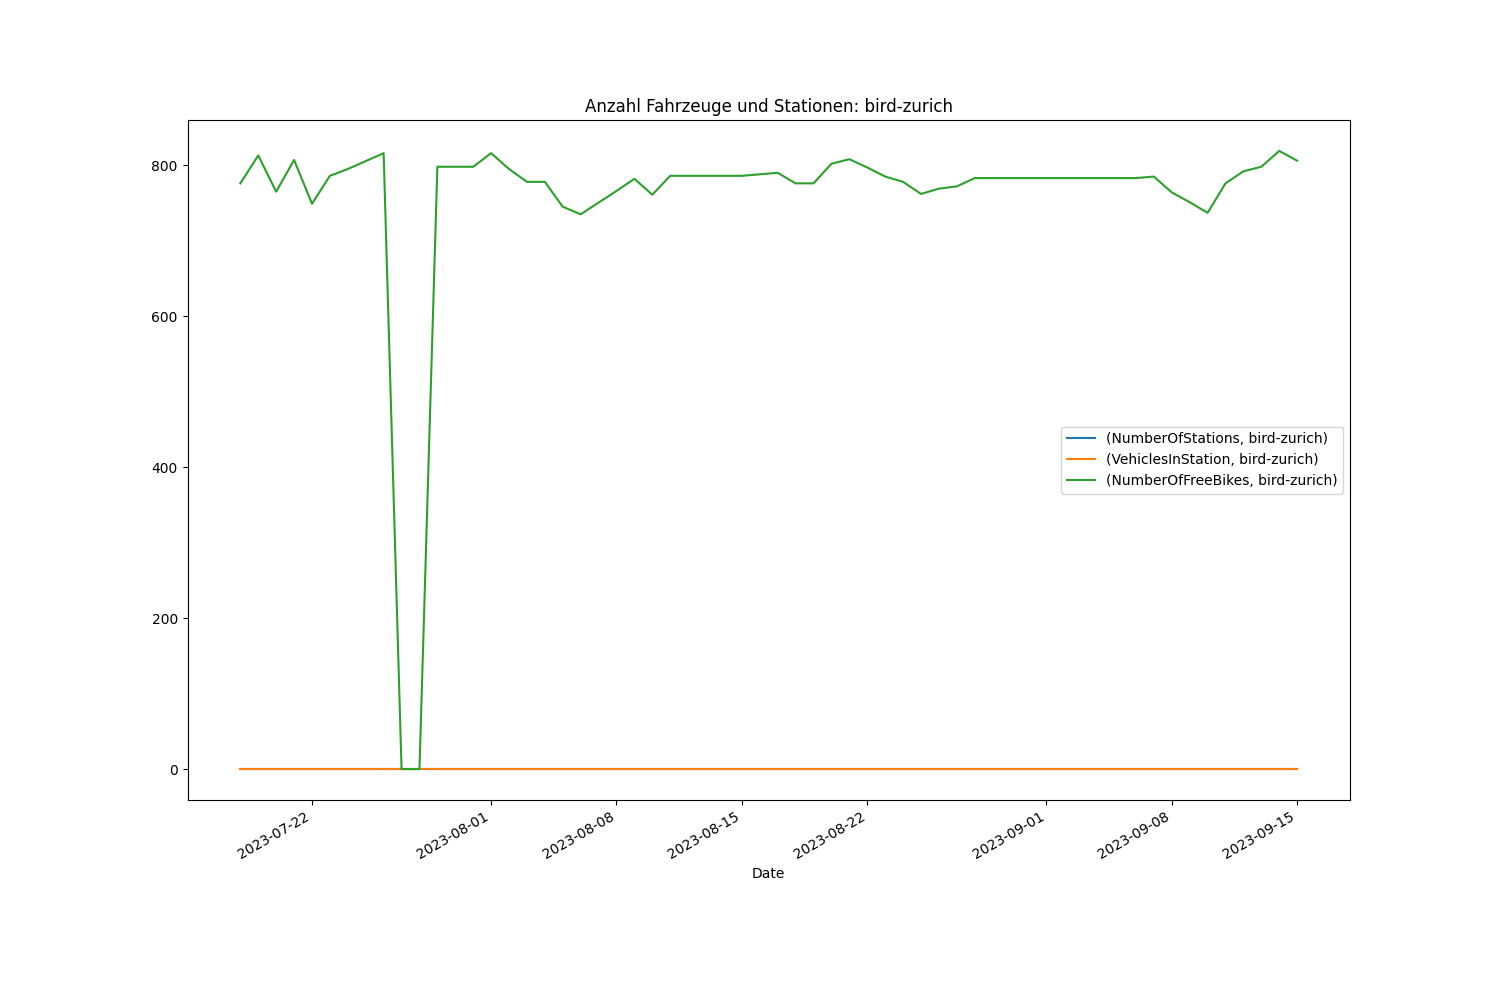 Anzahl Fahrzeuge und Stationen: bird-zurich
800
600
400
200
0
(NumberOfStations, bird-zurich)
(VehiclesInStation, bird-zurich)
(NumberOfFreeBikes, bird-zurich)
2023-07-22
2023-08-01
2023-08-08
2023-08-15
2023-08-22
2023-09-01
2023-09-08
2023-09-15
Date